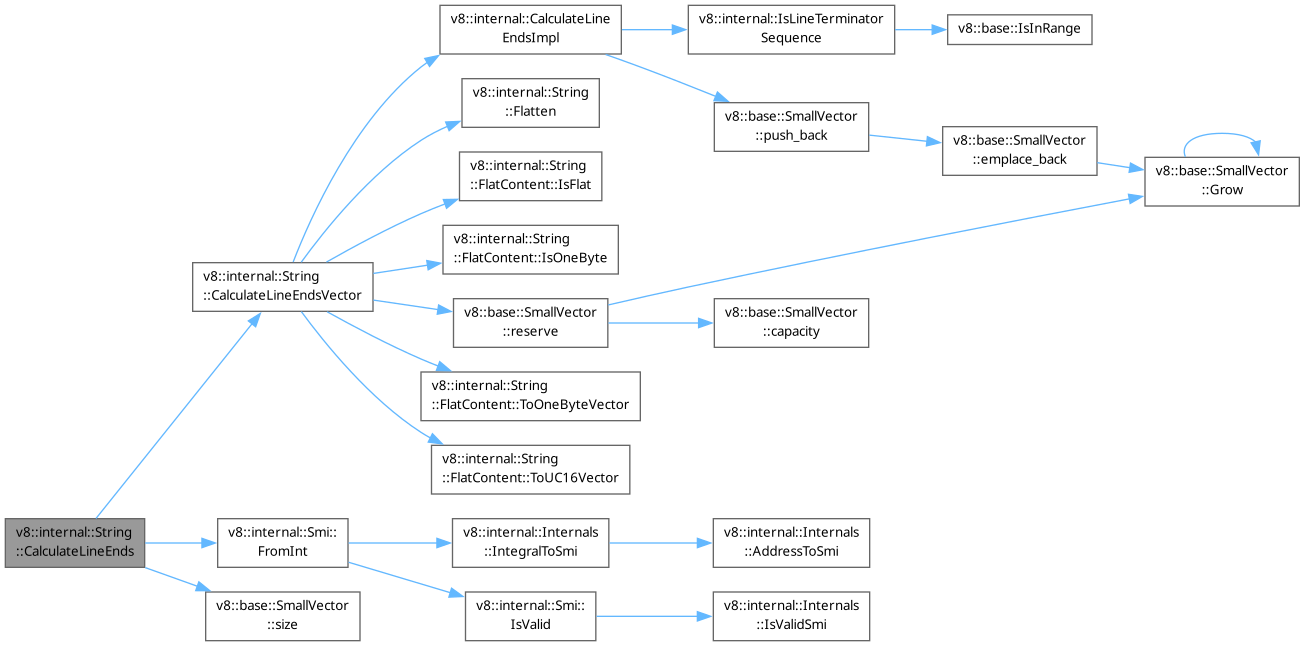 v8::internal::CalculateLine
EndsImpl
v8::internal::IsLineTerminator
Sequence
v8::base::IsInRange
v8::internal::String
::Flatten
v8::base::SmallVector
::push_back
v8::base::SmallVector
::emplace_back
v8::internal::String
::FlatContent::IsFlat
v8::base::SmallVector
::Grow
v8::internal::String
::FlatContent::IsOneByte
v8::internal::String
::CalculateLineEndsVector
v8::base::SmallVector
::reserve
v8::base::SmallVector
::capacity
v8::internal::String
::FlatContent::ToOneByteVector
v8::internal::String
::FlatContent::ToUC16Vector
v8::internal::String
::CalculateLineEnds
v8::internal::Smi::
FromInt
v8::internal::Internals
::IntegralToSmi
v8::internal::Internals
::AddressToSmi
v8::base::SmallVector
::size
v8::internal::Smi::
IsValid
v8::internal::Internals
::IsValidSmi